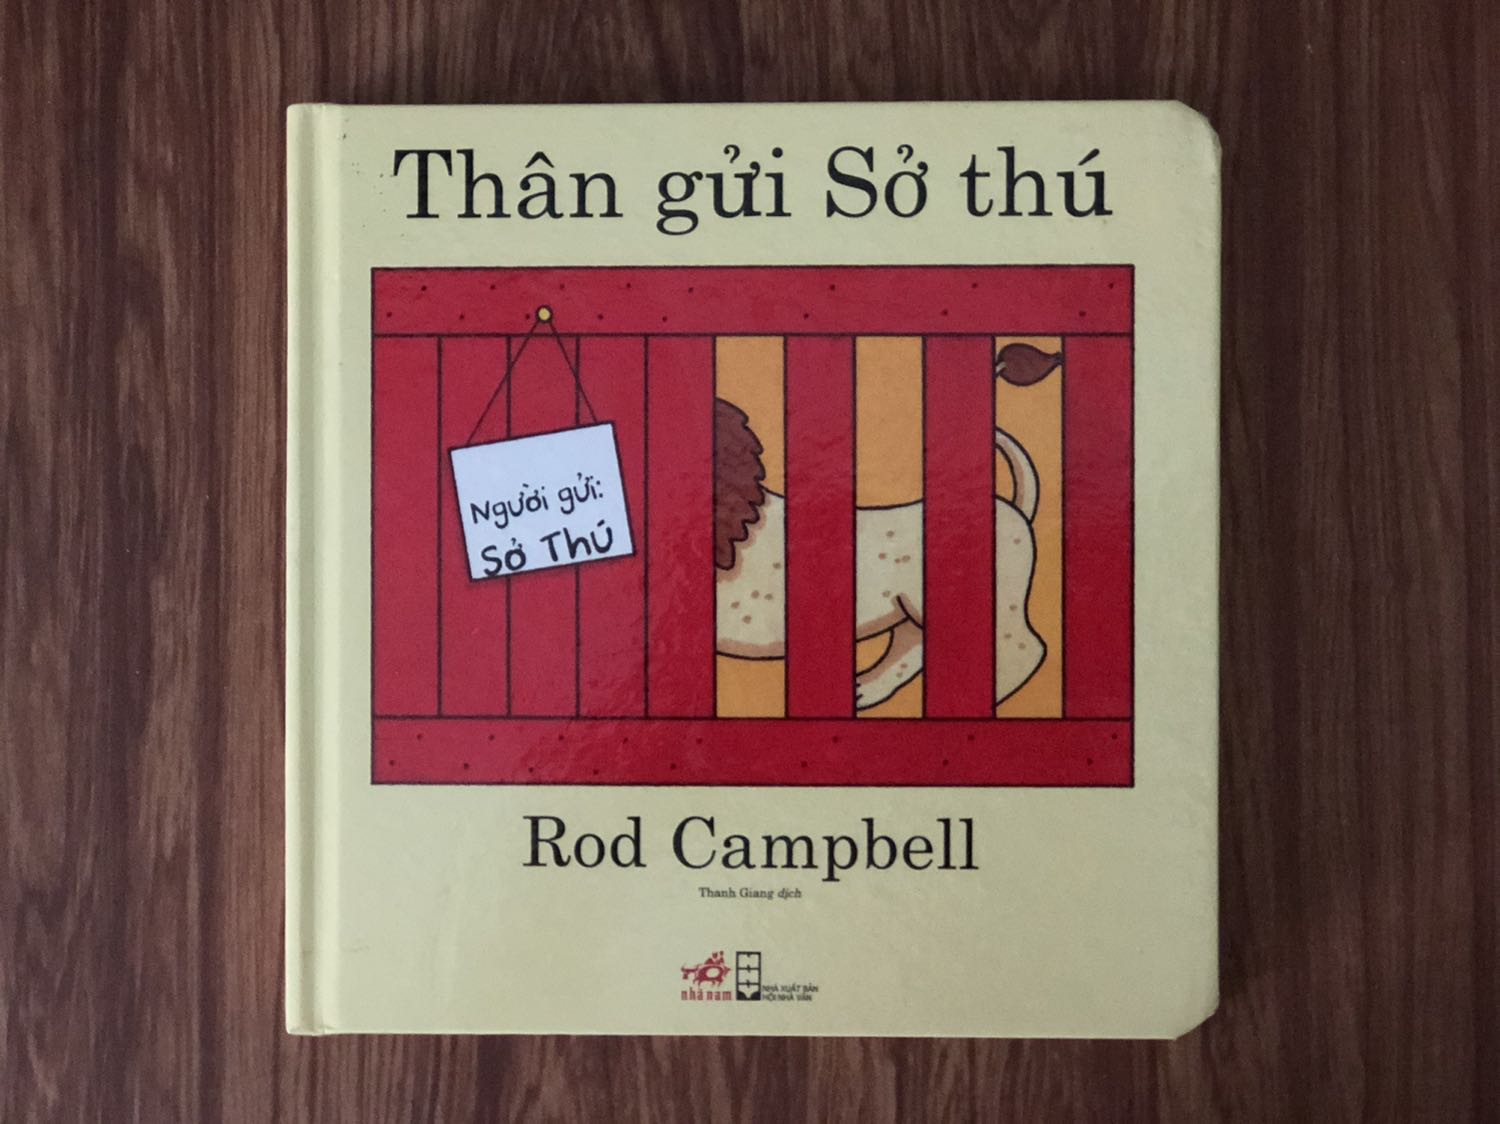 Thân gửi Sở thú
Người gửi:
Sở Thú
Rod Campbell
Thanh Giang dịch
nhã nam
NHÀ XUẤT BẢN
HỘI NHÀ VĂN